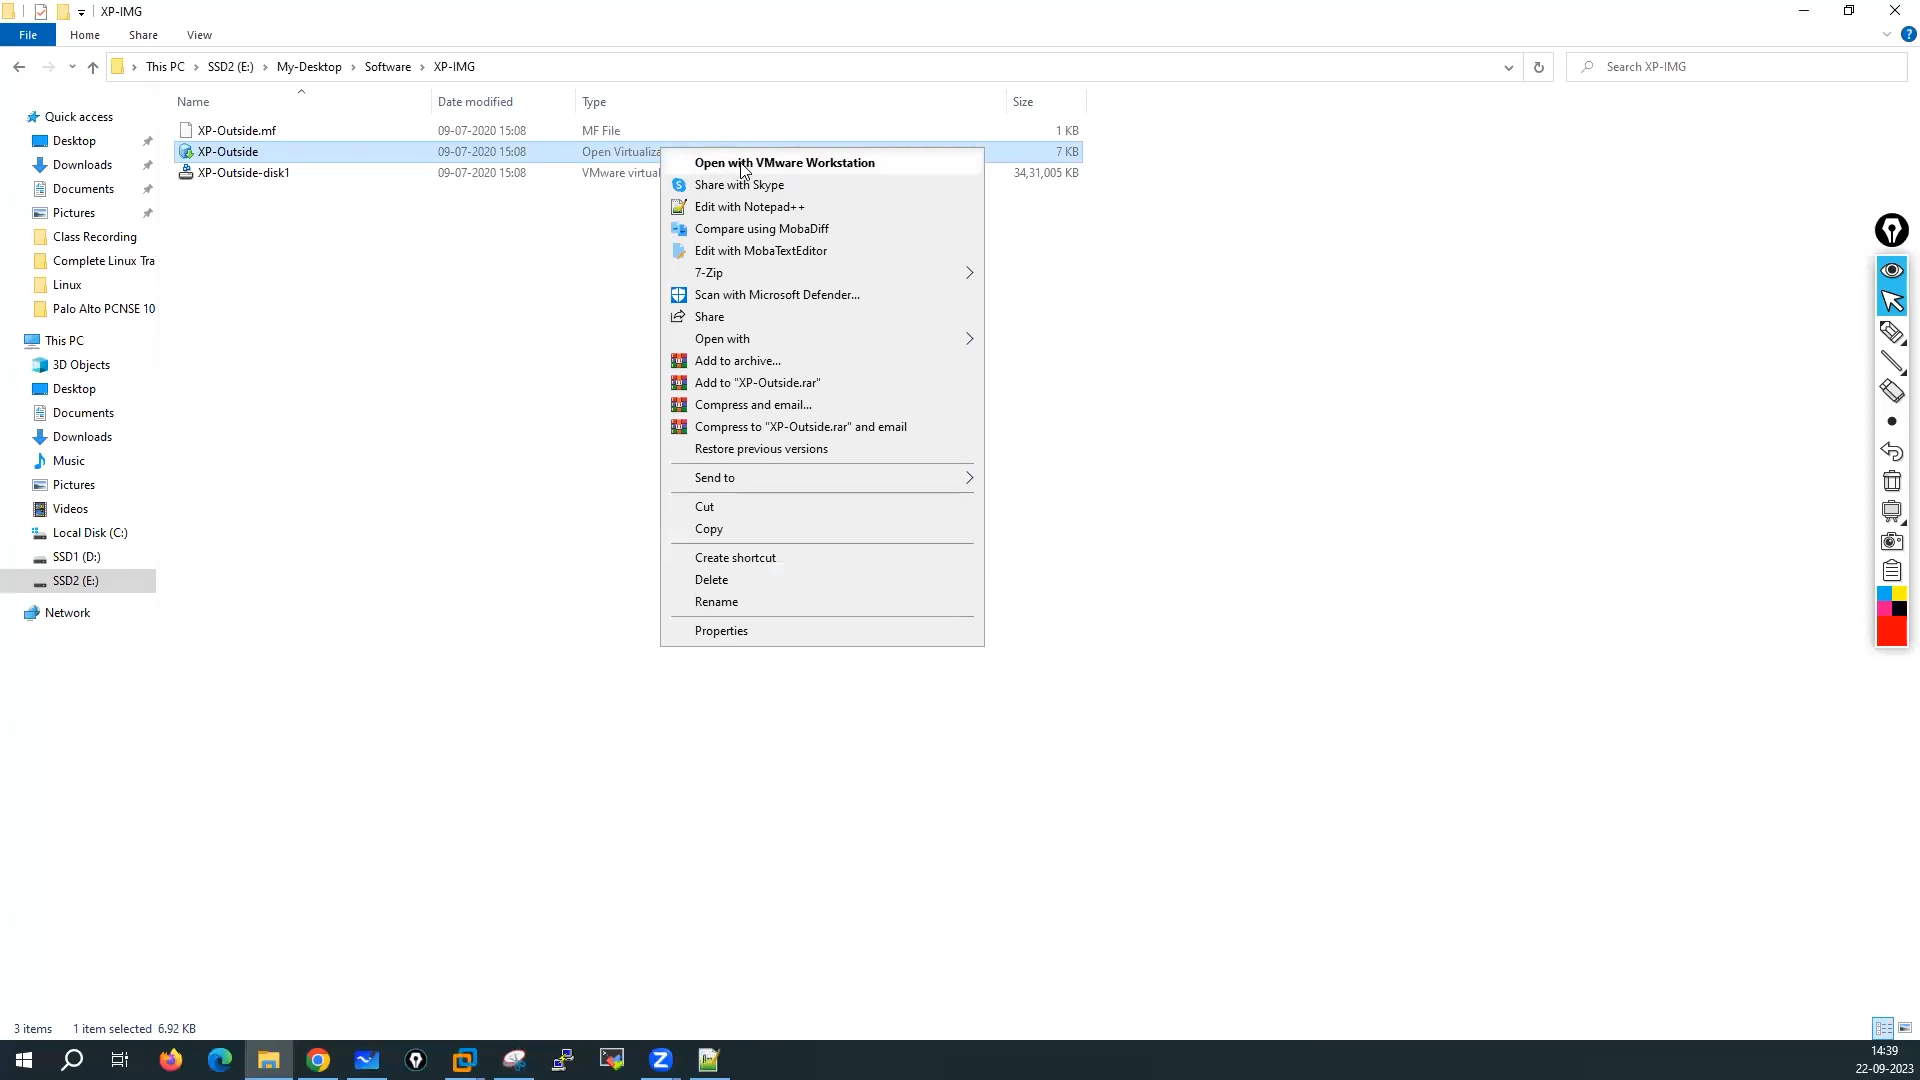 XP-IMG
File Home Share View
This PC SSD2 (E:) My-Desktop Software XP-IMG
Search XP-IMG
Name Date modified Type Size
XP-Outside.mf 09-07-2020 15:08 MF File 1 KB
XP-Outside 09-07-2020 15:08 Open Virtualiza 7 KB
XP-Outside-disk1 09-07-2020 15:08 VMware virtual 34,31,005 KB
Quick access
Desktop
Downloads
Documents
Pictures
Class Recording
Complete Linux Tra
Linux
Palo Alto PCNSE 10
This PC
3D Objects
Desktop
Documents
Downloads
Music
Pictures
Videos
Local Disk (C:)
SSD1 (D:)
SSD2 (E:)
Network
Open with VMware Workstation
Share with Skype
Edit with Notepad++
Compare using MobaDiff
Edit with MobaTextEditor
7-Zip
Scan with Microsoft Defender...
Share
Open with
Add to archive...
Add to "XP-Outside.rar"
Compress and email...
Compress to "XP-Outside.rar" and email
Restore previous versions
Send to
Cut
Copy
Create shortcut
Delete
Rename
Properties
3 items 1 item selected 6.92 KB
14:39
22-09-2023